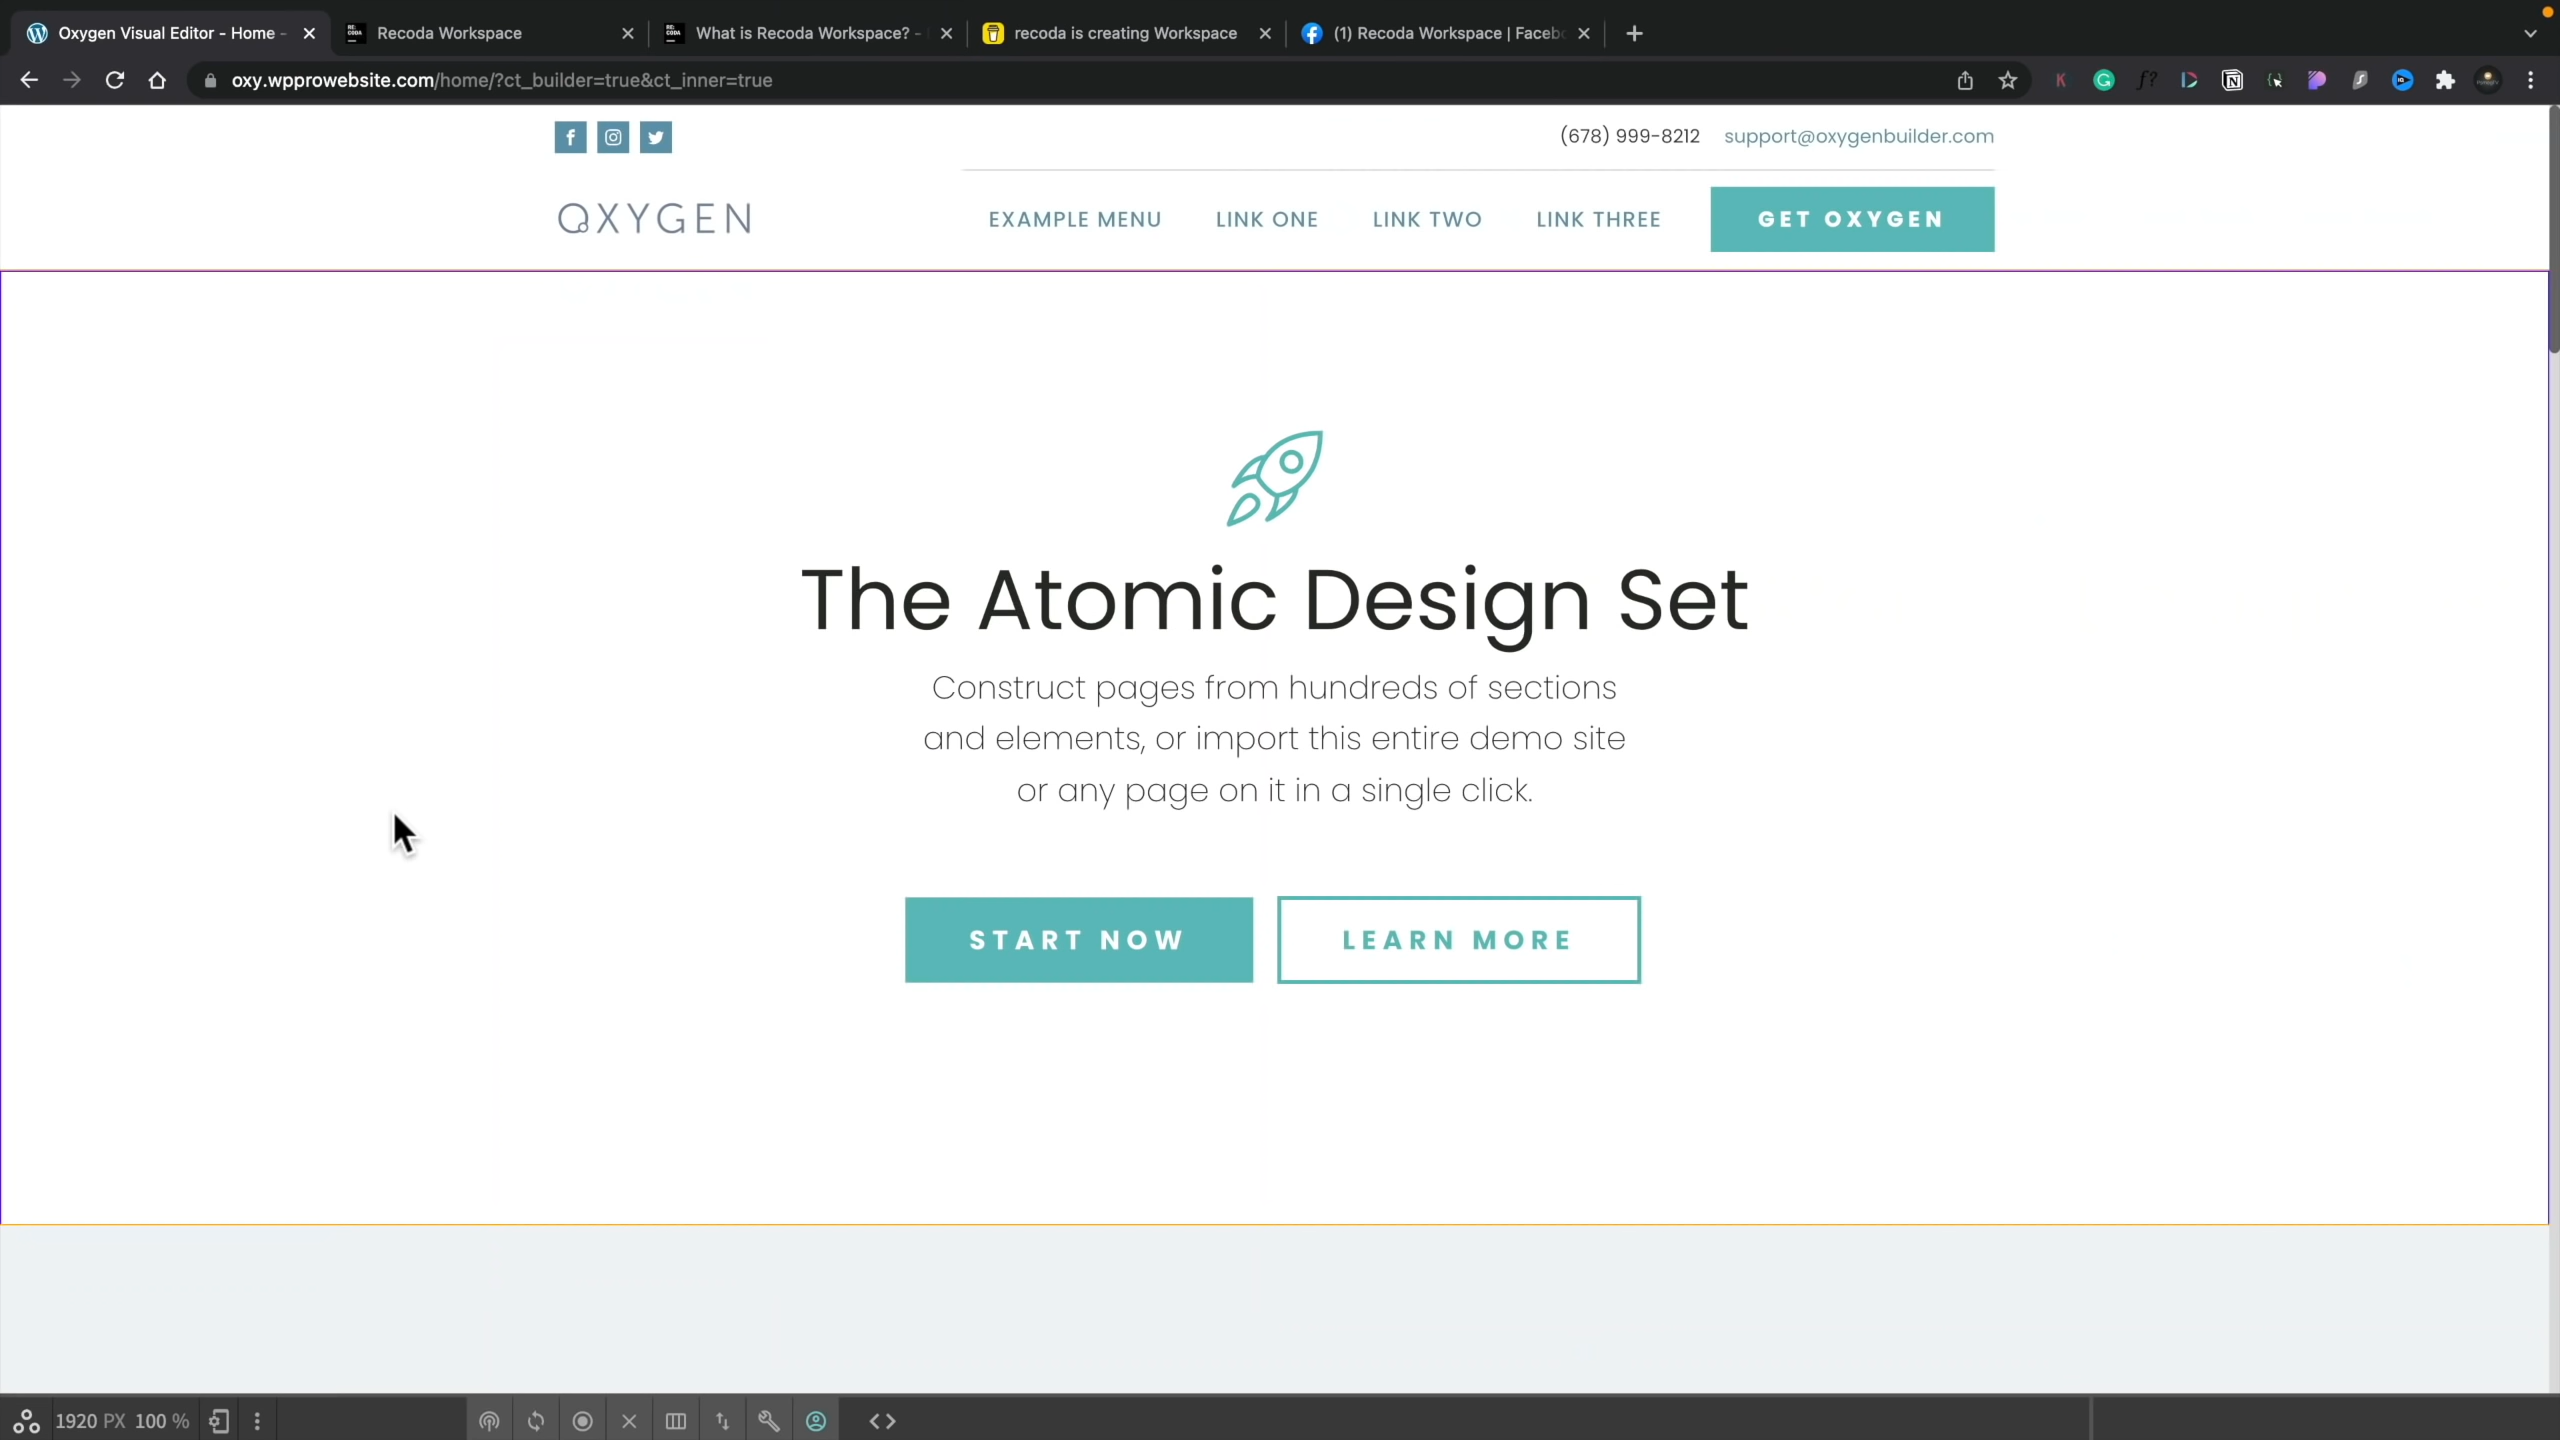 Oxygen Visual Editor - Home -
Recoda Workspace
What is Recoda Workspace? -
recoda is creating Workspace
(1) Recoda Workspace | Facebo
oxy.wpprowebsite.com/home/?ct_builder=true&ct_inner=true
(678) 999-8212 support@oxygenbuilder.com
OXYGEN
EXAMPLE MENU LINK ONE LINK TWO LINK THREE GET OXYGEN
The Atomic Design Set
Construct pages from hundreds of sections
and elements, or import this entire demo site
or any page on it in a single click.
START NOW LEARN MORE
1920 PX 100 %